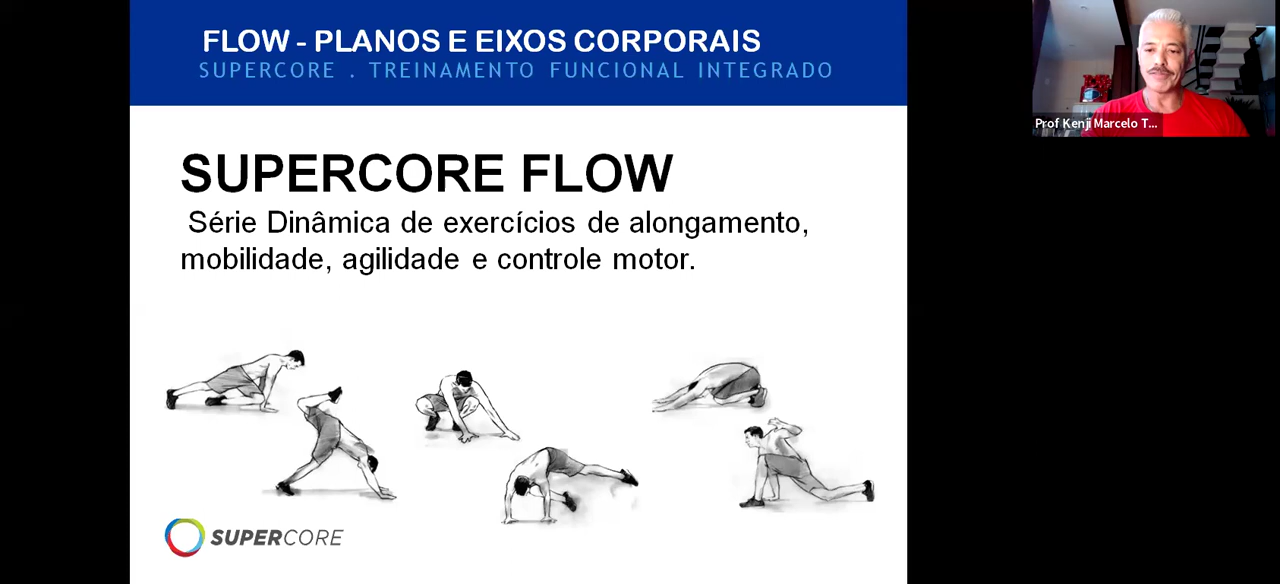 FLOW - PLANOS E EIXOS CORPORAIS
SUPERCORE . TREINAMENTO FUNCIONAL INTEGRADO
SUPERCORE FLOW
Série Dinâmica de exercícios de alongamento,
mobilidade, agilidade e controle motor.
SUPERCORE
Prof Kenji Marcelo T...